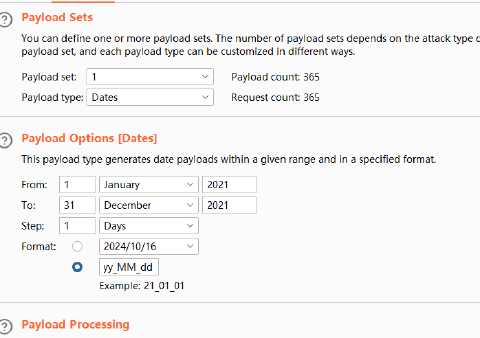 Payload Sets
You can define one or more payload sets. The number of payload sets depends on the attack type
payload set, and each payload type can be customized in different ways.
Payload set: 1 Payload count: 365
Payload type: Dates Request count: 365
Payload Options [Dates]
This payload type generates date payloads within a given range and in a specified format.
From: 1 January 2021
To: 31 December 2021
Step: 1 Days
Format: 2024/10/16
yy_MM_dd
Example: 21_01_01
Payload Processing